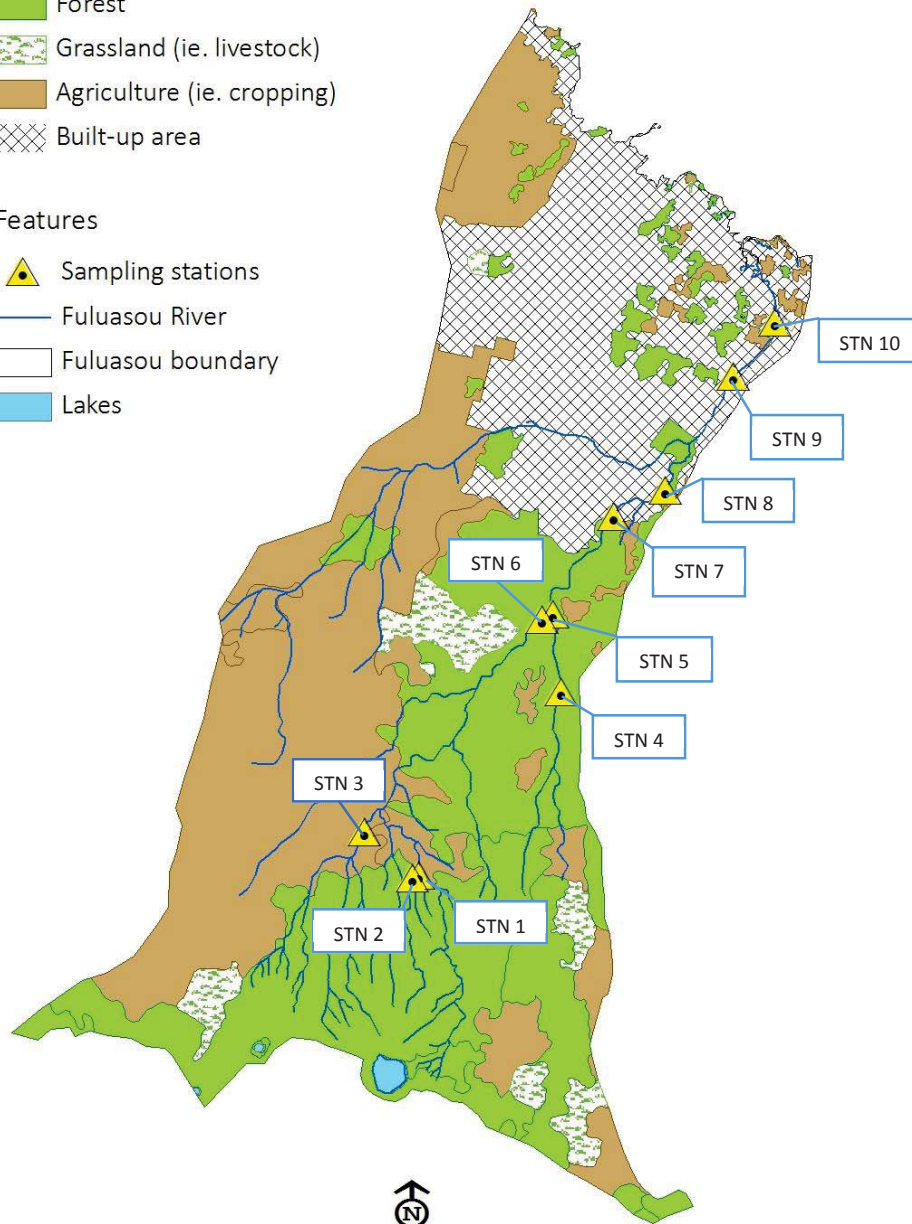 Forest
Grassland (ie. livestock)
Agriculture (ie. cropping)
Built-up area
Features
Sampling stations
Fuluasou River
Fuluasou boundary
Lakes
STN 10
STN 9
STN 8
STN 7
STN 6
STN 5
STN 4
STN 3
STN 2
STN 1
N